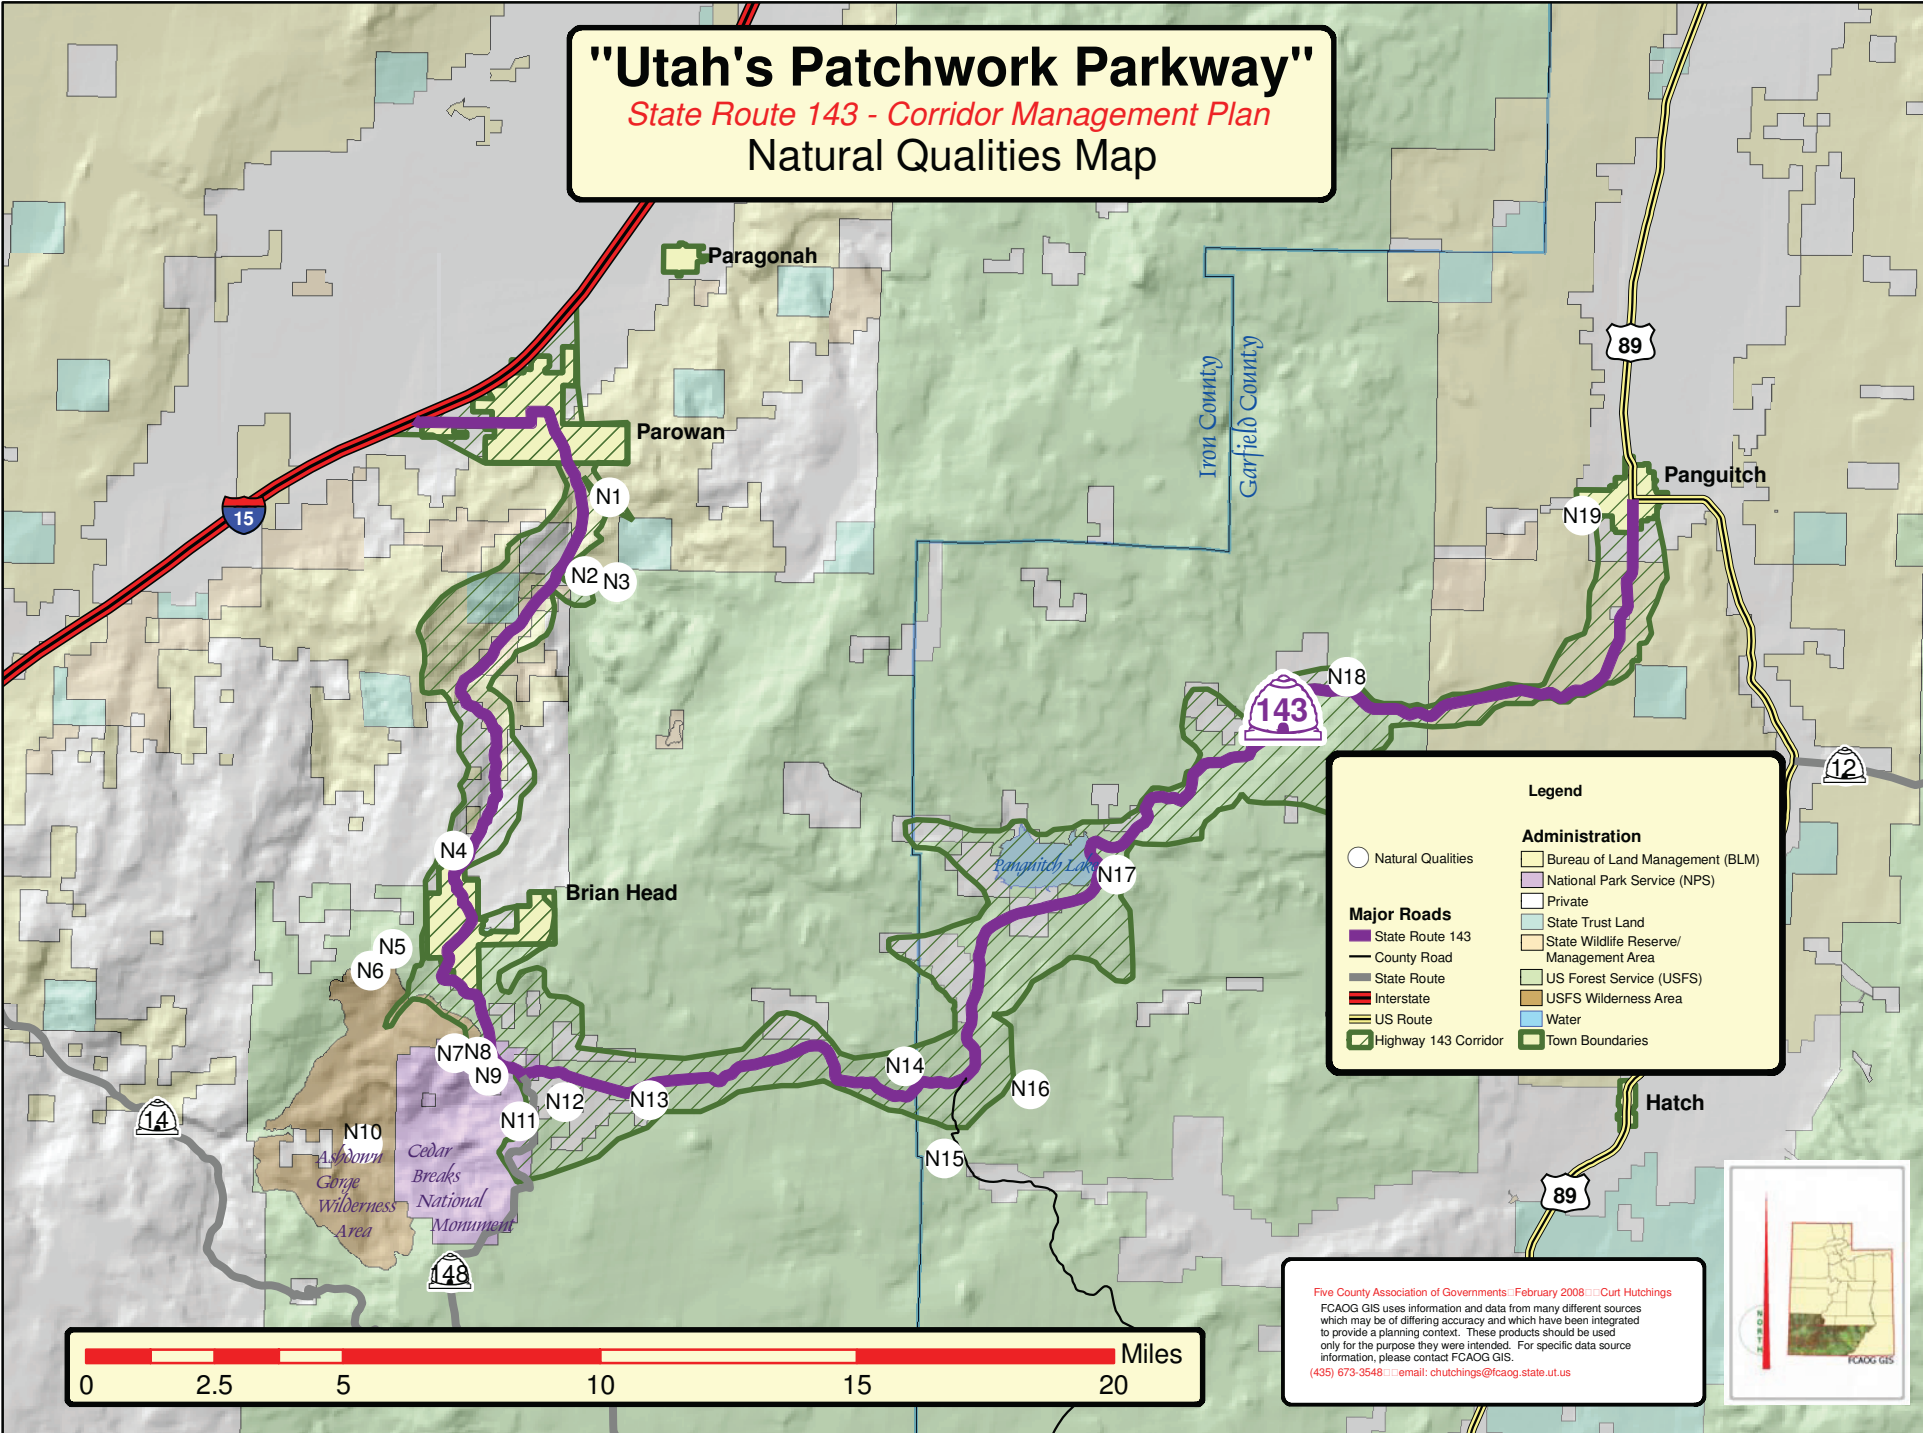 "Utah's Patchwork Parkway"
State Route 143 - Corridor Management Plan
Natural Qualities Map
Paragonah
Parowan
Iron County
Garfield County
89
Panguitch
15
N1
N19
N2
N3
N18
143
12
N4
Panguitch Lake
N17
Brian Head
N5
N6
N7
N8
N9
N14
N16
N12
N13
N11
14
N10
Ashdown
Gorge
Wilderness
Area
Cedar
Breaks
National
Monument
N15
148
Hatch
89
Legend
Natural Qualities
Major Roads
State Route 143
County Road
State Route
Interstate
US Route
Highway 143 Corridor
Administration
Bureau of Land Management (BLM)
National Park Service (NPS)
Private
State Trust Land
State Wildlife Reserve/
Management Area
US Forest Service (USFS)
USFS Wilderness Area
Water
Town Boundaries
Miles
0 2.5 5 10 15 20
Five County Association of Governments□February 2008□□Curt Hutchings
FCAOG GIS uses information and data from many different sources
which may be of differing accuracy and which have been integrated
to provide a planning context. These products should be used
only for the purpose they were intended. For specific data source
information, please contact FCAOG GIS.
(435) 673-3548□□email: chutchings@fcaog.state.ut.us
NORTH
FCAOG GIS